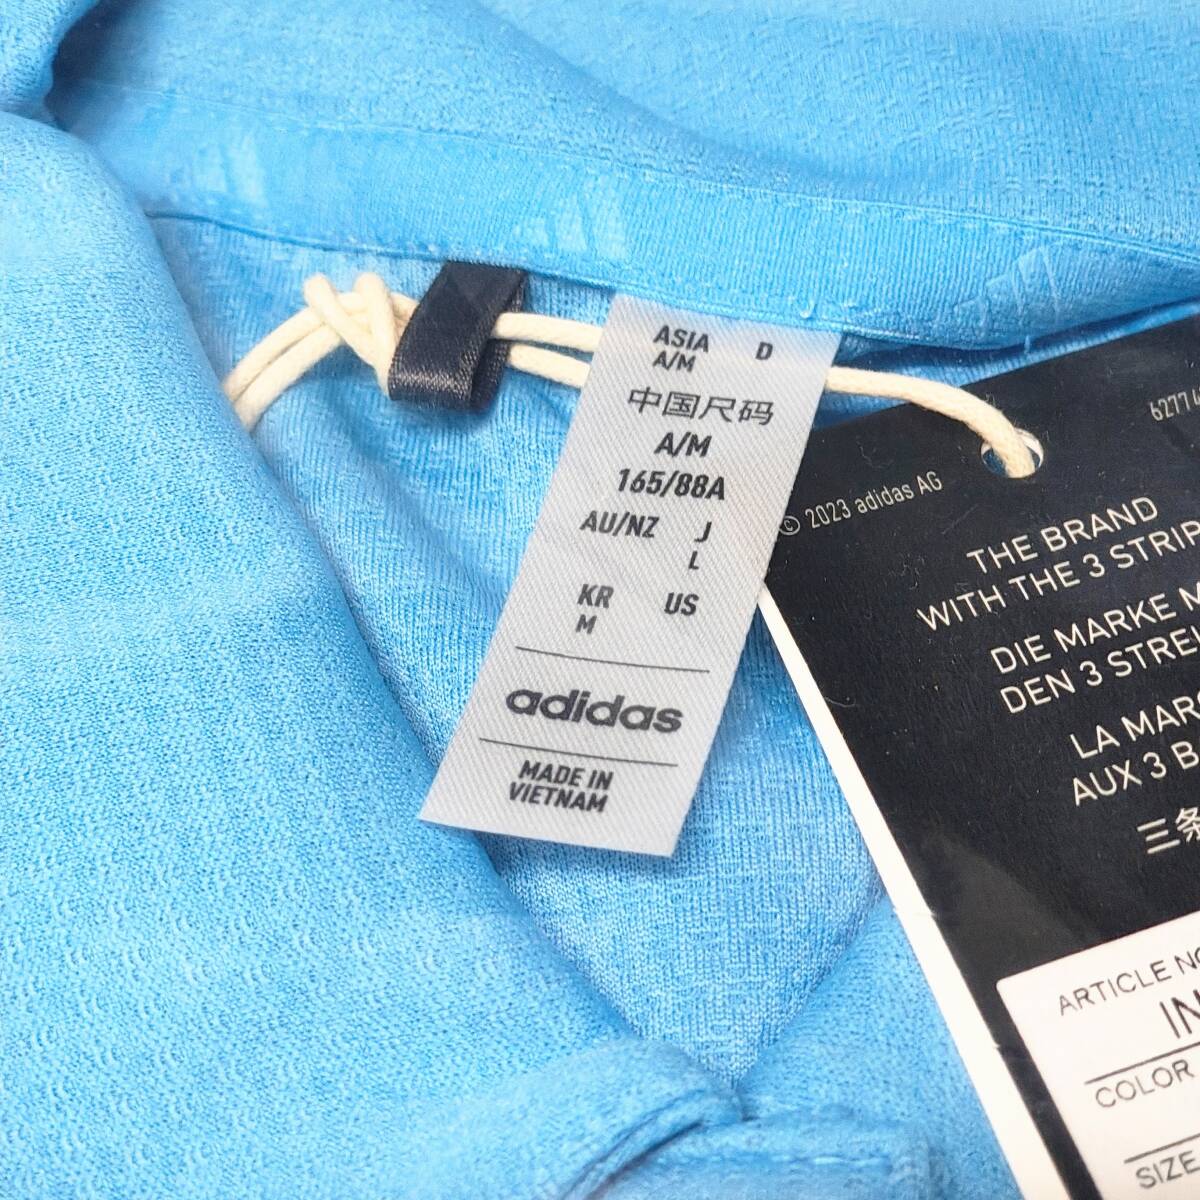 ASIA D
A/M
中国尺码
A/M
165/88A
AU/NZ J
L
KR US
M
adidas
MADE IN
VIETNAM
© 2023 adidas AG
THE BRAND
WITH THE 3 STRIP
DIE MARKE M
DEN 3 STRE
LA MAR
AUX 3 B
三条
ARTICLE NO
IN
COLOR
SIZE